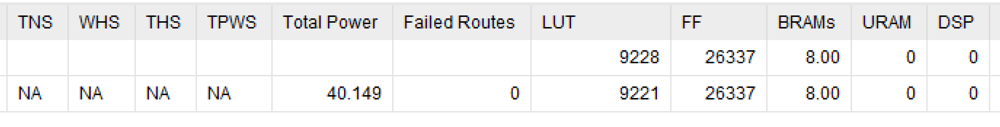 TNS WHS THS TPWS Total Power Failed Routes LUT FF BRAMs URAM DSP
9228 26337 8.00 0 0
NA NA NA NA 40.149 0 9221 26337 8.00 0 0